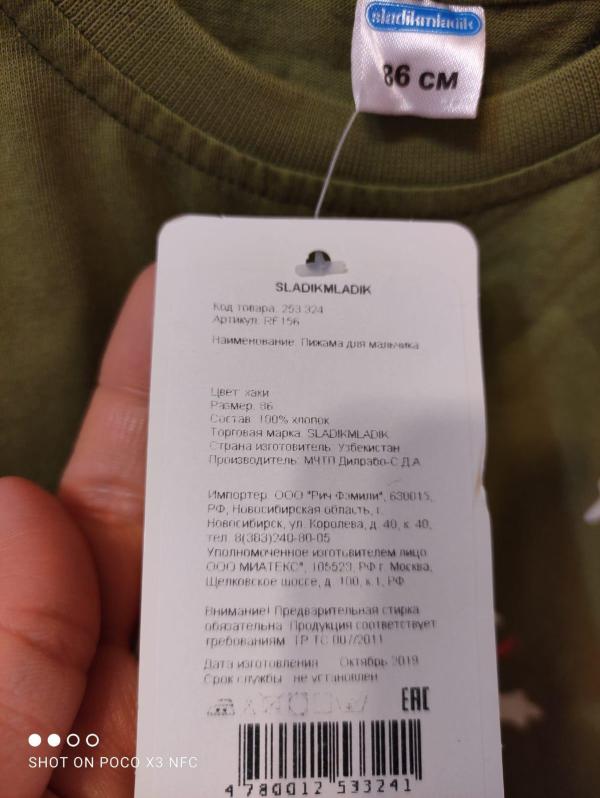 sladikmladik
86 см
SLADIKMLADIK
Код товара: 253 324
Артикул: RF156
Наименование: Пижама для мальчика
Цвет: хаки
Размер: 86
Состав: 100% хлопок
Торговая марка: SLADIKMLADIK
Страна изготовитель: Узбекистан
Производитель: МЧТП Дилрабо-С.Д.А
Импортер: ООО "Рич Фэмили", 630015,
РФ, Новосибирская область, г.
Новосибирск, ул. Королева, д. 40, к. 40,
тел. 8(383)240-80-05
Уполномоченное изготовителем лицо:
ООО МИАТЕКС", 105523, РФ г. Москва,
Щелковское шоссе, д. 100, к.1, РФ
Внимание! Предварительная стирка
обязательна. Продукция соответствует
требованиям ТР ТС 007/2011
Дата изготовления Октябрь 2019
Срок службы не установлен
EAC
4 780012 533241
SHOT ON POCO X3 NFC